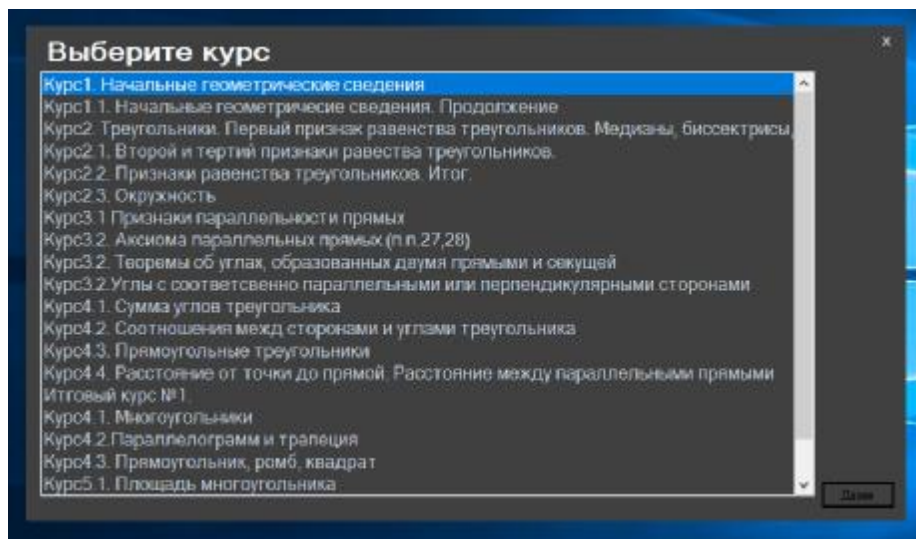 Выберите курс
x
Курс1. Начальные геометрические сведения
Курс1.1. Начальные геометричесие сведения. Продолжение
Курс2. Треугольники. Первый признак равенства треугольников. Медианы, биссектрисы,
Курс2.1. Второй и тертий признаки равества треугольников.
Курс2.2. Признаки равенства треугольников. Итог.
Курс2.3. Окружность
Курс3.1 Признаки параллельности прямых
Курс3.2. Аксиома параллельных прямых (п.п.27,28)
Курс3.2. Теоремы об углах, образованных двумя прямыми и секущей
Курс3.2.Углы с соответсвенно параллельными или перпендикулярными сторонами
Курс4.1. Сумма углов треугольника
Курс4.2. Соотношения межд сторонами и углами треугольника
Курс4.3. Прямоугольные треугольники
Курс4.4. Расстояние от точки до прямой. Расстояние между параллельными прямыми
Итговый курс №1.
Курс4.1. Многоугольники
Курс4.2.Параллелограмм и трапеция
Курс4.3. Прямоугольник, ромб, квадрат
Курс5.1. Площадь многоугольника
Далее